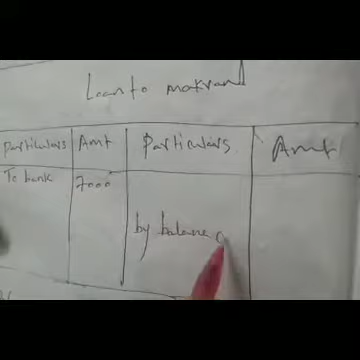 Loan to makrand
Particulars Amt Particulars Amt
To bank 7000
by balance c